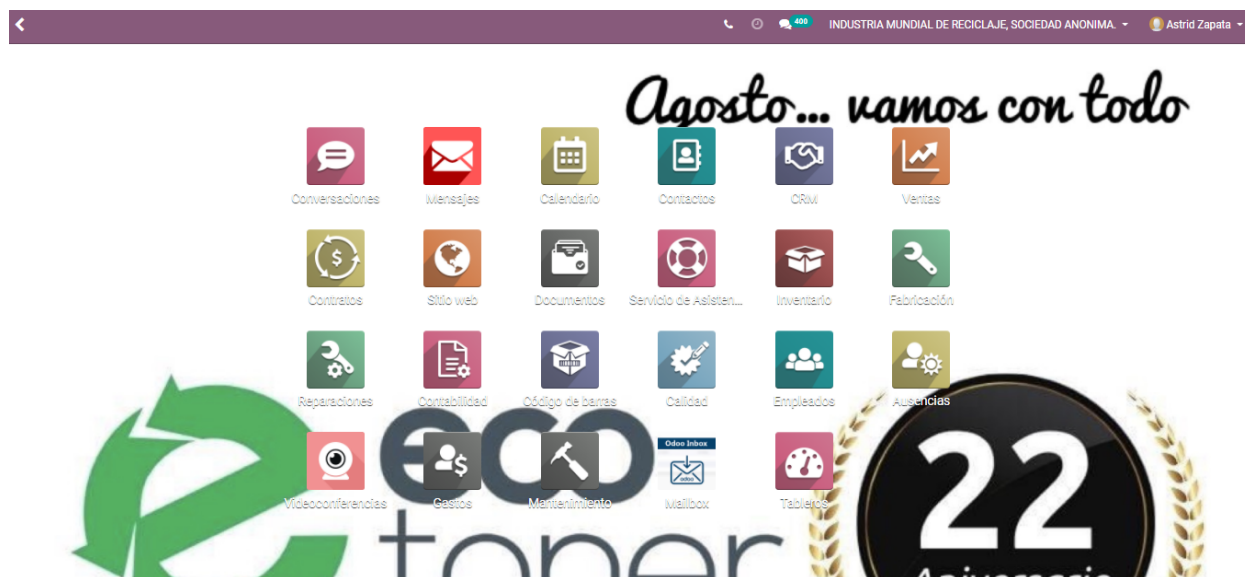 400 INDUSTRIA MUNDIAL DE RECICLAJE, SOCIEDAD ANONIMA. Astrid Zapata
Agosto... vamos con todo
Conversaciones Mensajes Calendario Contactos CRM Ventas
Contratos Sitio web Documentos Servicio de Asisten... Inventario Fabricación
Reparaciones Contabilidad Código de barras Calidad Empleados Ausencias
eco
Odoo Inbox
odoo
22
Videoconferencias Gastos Mantenimiento Mailbox Tableros
toner
Aniversario